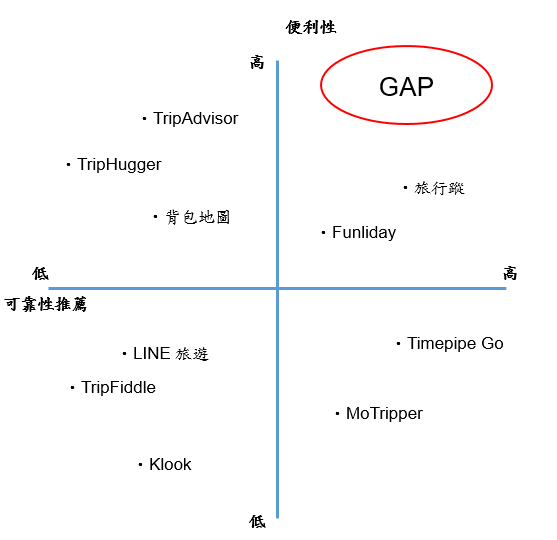 便利性
高
GAP
・TripAdvisor
・TripHugger
・旅行蹤
・背包地圖
・Funliday
低
高
可靠性推薦
・Timepipe Go
・LINE 旅遊
・TripFiddle
・MoTripper
・Klook
低